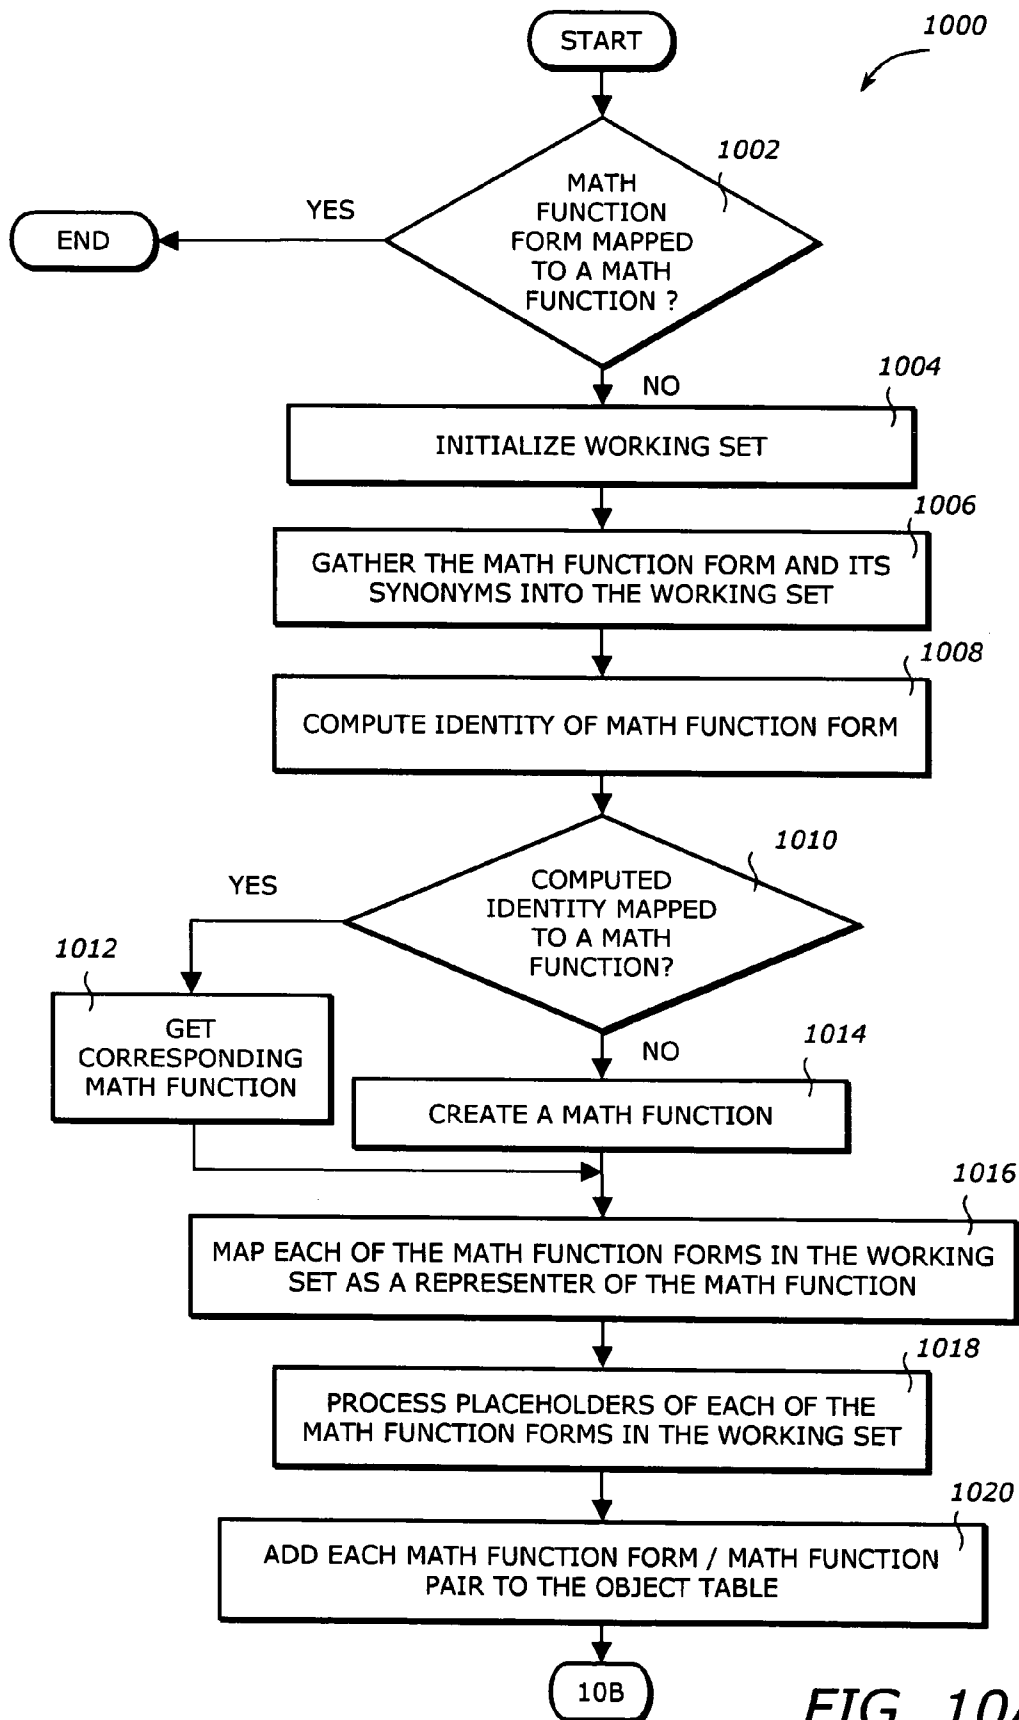 START
1000
1002
MATH
FUNCTION
FORM MAPPED
TO A MATH
FUNCTION ?
YES
END
NO
1004
INITIALIZE WORKING SET
1006
GATHER THE MATH FUNCTION FORM AND ITS
SYNONYMS INTO THE WORKING SET
1008
COMPUTE IDENTITY OF MATH FUNCTION FORM
1010
COMPUTED
IDENTITY MAPPED
TO A MATH
FUNCTION?
YES
1012
GET
CORRESPONDING
MATH FUNCTION
NO
1014
CREATE A MATH FUNCTION
1016
MAP EACH OF THE MATH FUNCTION FORMS IN THE WORKING
SET AS A REPRESENTER OF THE MATH FUNCTION
1018
PROCESS PLACEHOLDERS OF EACH OF THE
MATH FUNCTION FORMS IN THE WORKING SET
1020
ADD EACH MATH FUNCTION FORM / MATH FUNCTION
PAIR TO THE OBJECT TABLE
10B
FIG. 10A